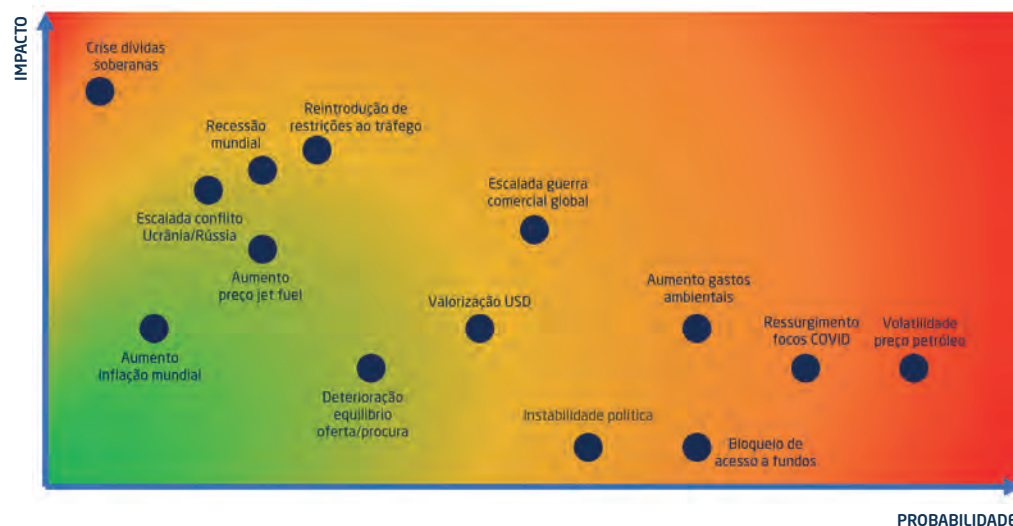 IMPACTO
Crise dívidas
soberanas
Reintrodução de
restrições ao tráfego
Recessão
mundial
Escalada guerra
comercial global
Escalada conflito
Ucrânia/Rússia
Aumento
preço jet fuel
Aumento gastos
ambientais
Valorização USD
Ressurgimento
focos COVID
Volatilidade
preço petróleo
Aumento
inflação mundial
Deterioração
equilíbrio
oferta/procura
Instabilidade política
Bloqueio de
acesso a fundos
PROBABILIDADE